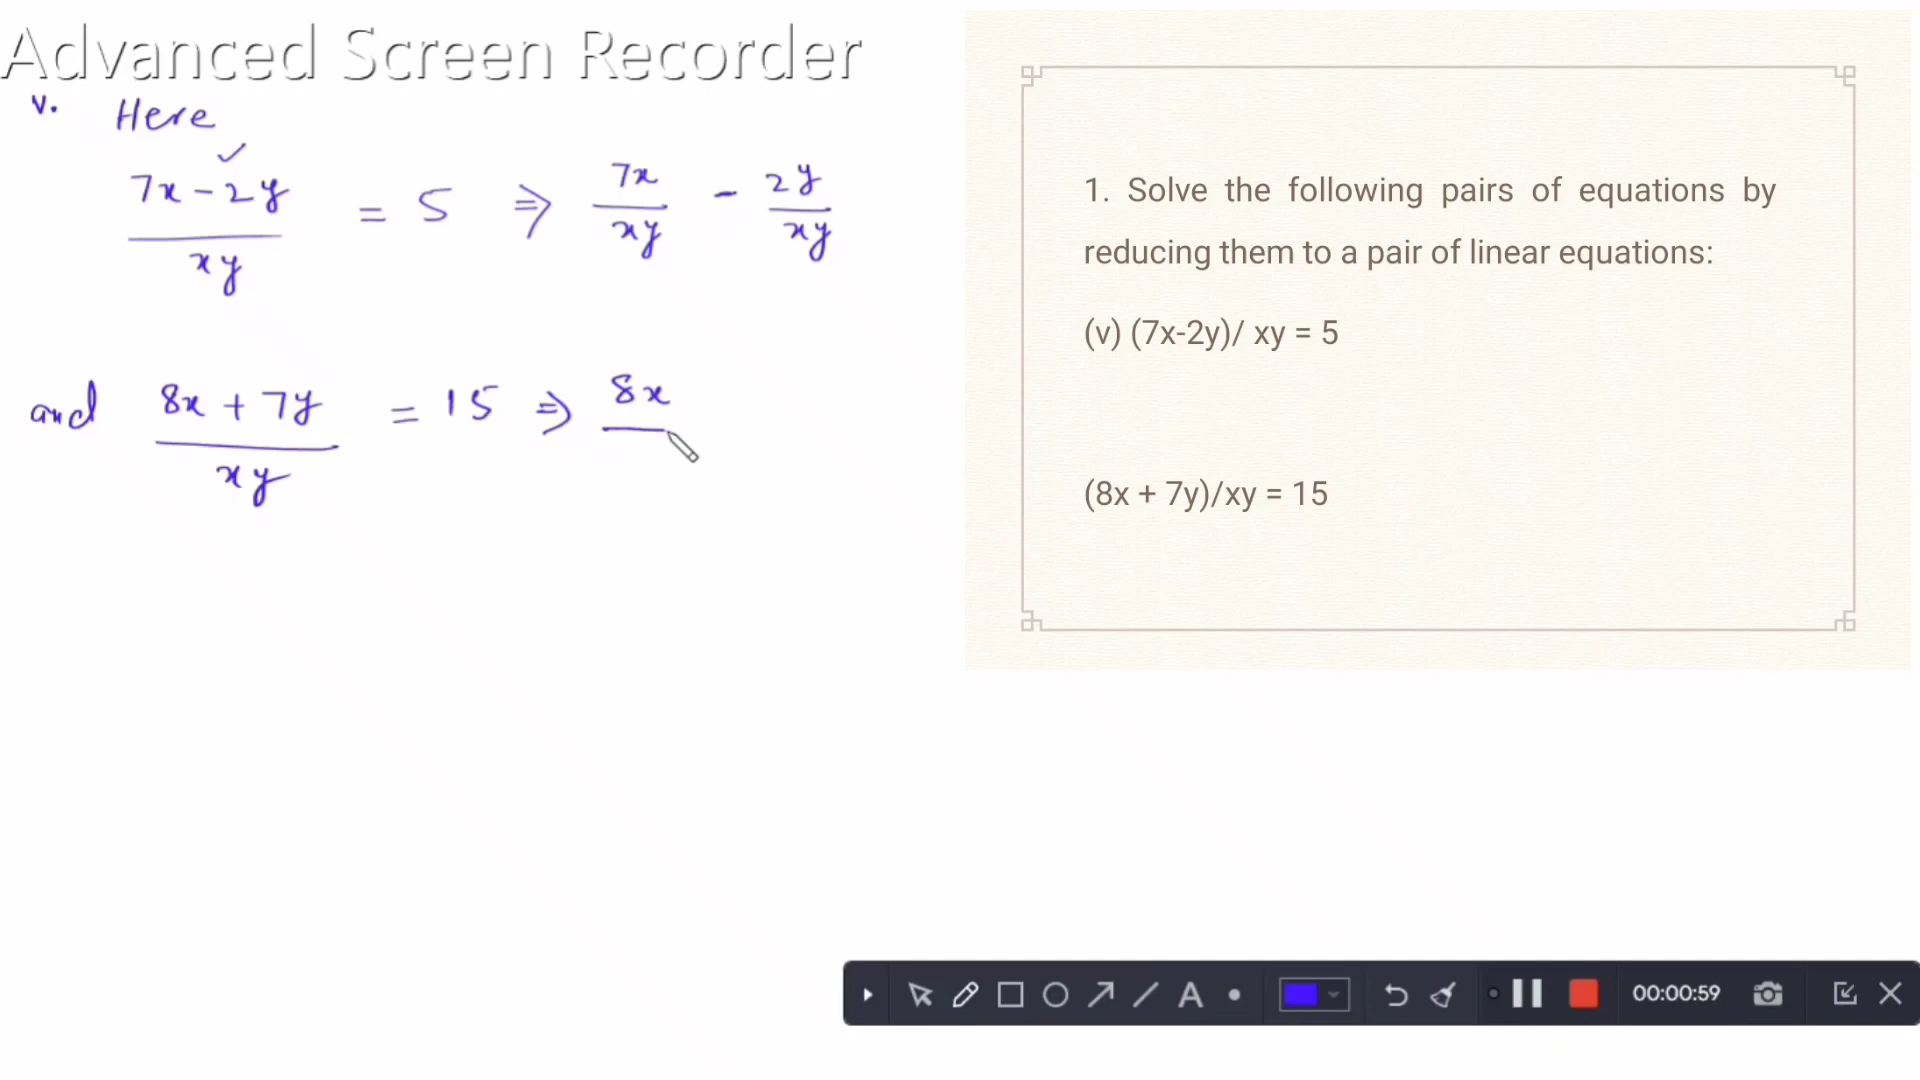 Advanced Screen Recorder
v. Here
7x - 2y / xy = 5 ⇒ 7x / xy - 2y / xy
and 8x + 7y / xy = 15 ⇒ 8x
1. Solve the following pairs of equations by
reducing them to a pair of linear equations:
(v) (7x-2y)/ xy = 5
(8x + 7y)/xy = 15
A
00:00:59